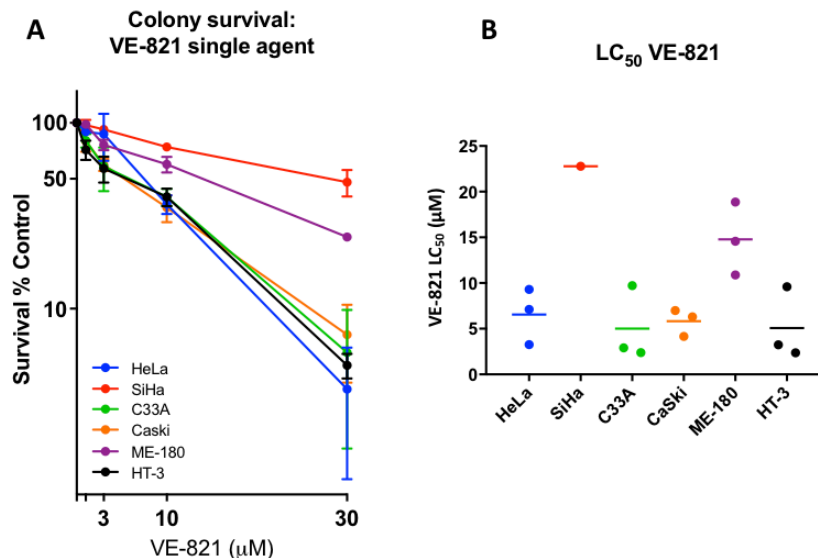 A
Colony survival:
VE-821 single agent
Survival % Control
100
50
10
HeLa
SiHa
C33A
Caski
ME-180
HT-3
3
10
30
VE-821 (μM)
B
LC50 VE-821
VE-821 LC50 (μM)
25
20
15
10
5
0
HeLa
SiHa
C33A
CaSki
ME-180
HT-3